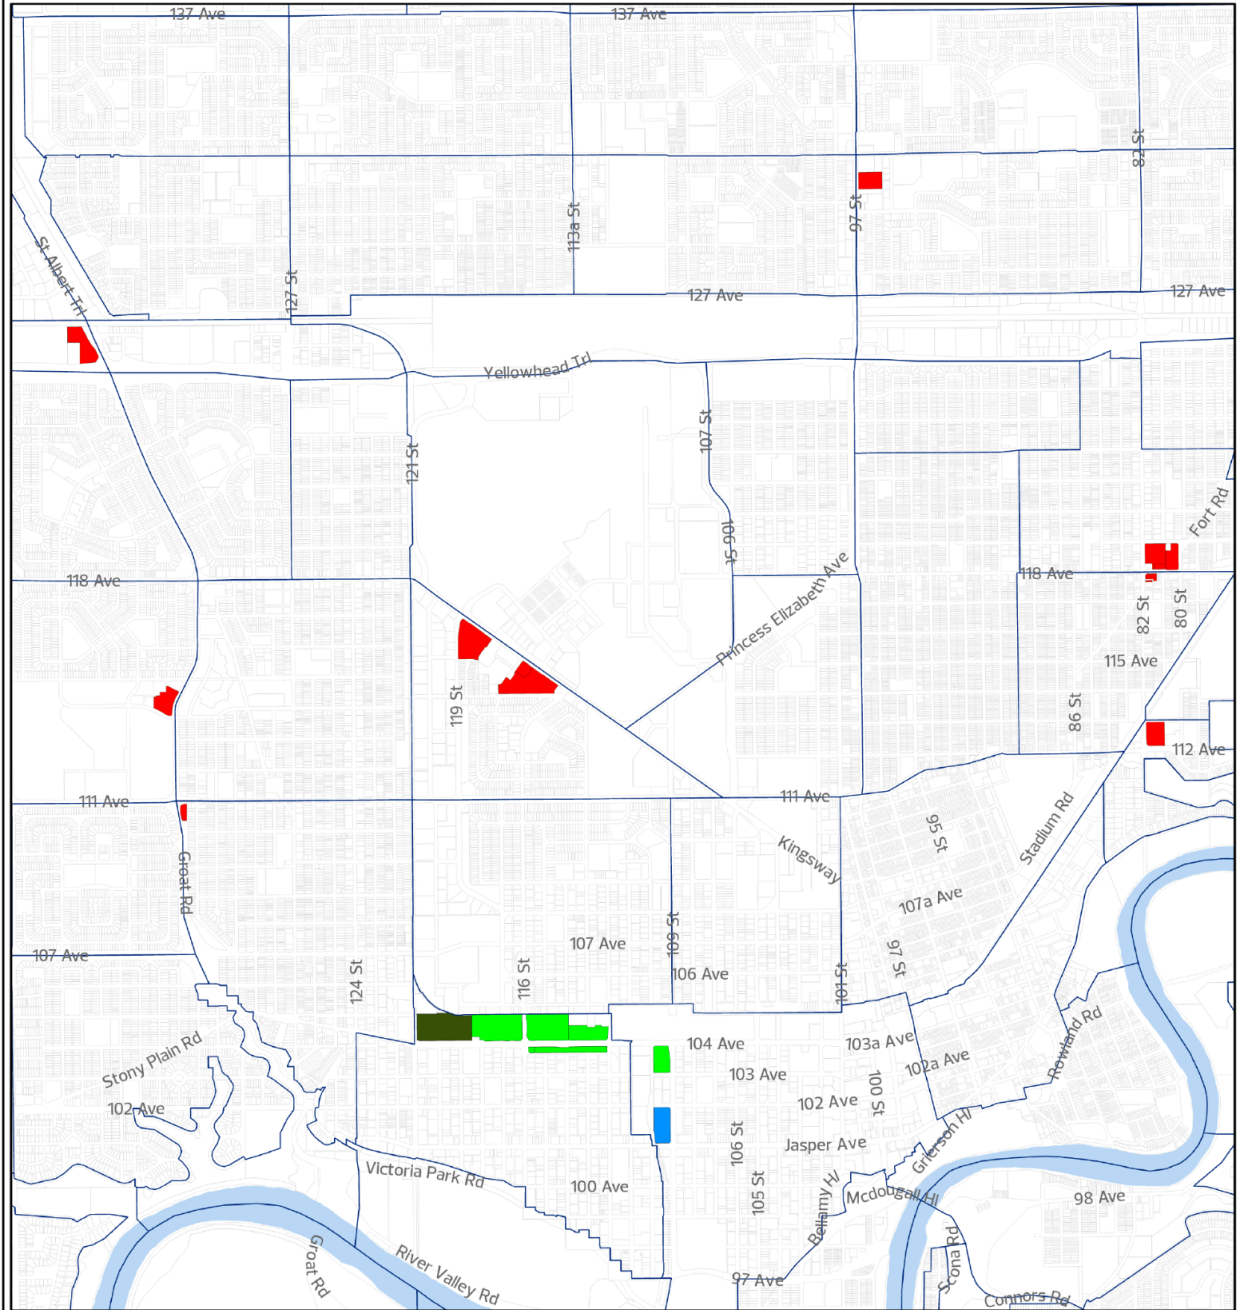 137 Ave
137 Ave
82 St
97 St
113a St
St Albert Trl
127 St
127 Ave
127 Ave
Yellowhead Trl
107 St
121 St
Fort Rd
106 St
118 Ave
118 Ave
Princess Elizabeth Ave
82 St
80 St
115 Ave
119 St
86 St
112 Ave
111 Ave
111 Ave
Kingsway
95 St
Stadium Rd
Groat Rd
107a Ave
107 Ave
109 St
107 Ave
97 St
106 Ave
124 St
116 St
101 St
Stony Plain Rd
104 Ave
103a Ave
Rowland Rd
102a Ave
103 Ave
100 St
102 Ave
102 Ave
106 St
Jasper Ave
Grierson Hl
Victoria Park Rd
100 Ave
105 St
Bellamy Hl
Mcdougall Hl
98 Ave
Groat Rd
River Valley Rd
Scona Rd
97 Ave
Connors Rd